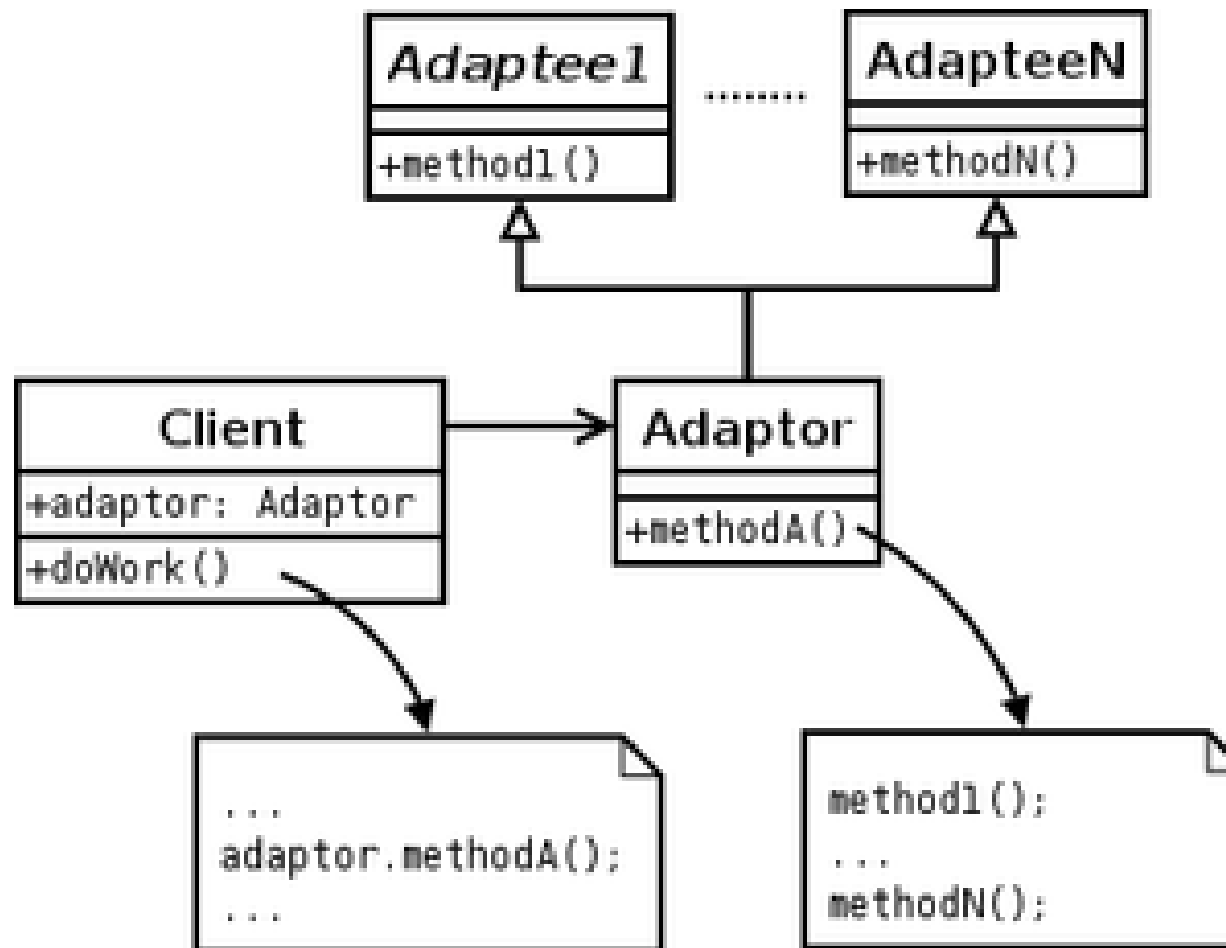 Adaptee1
........
AdapteeN
+method1()
+methodN()
Client
Adaptor
+adaptor: Adaptor
+doWork()
+methodA()
...
adaptor.methodA();
...
method1();
...
methodN();